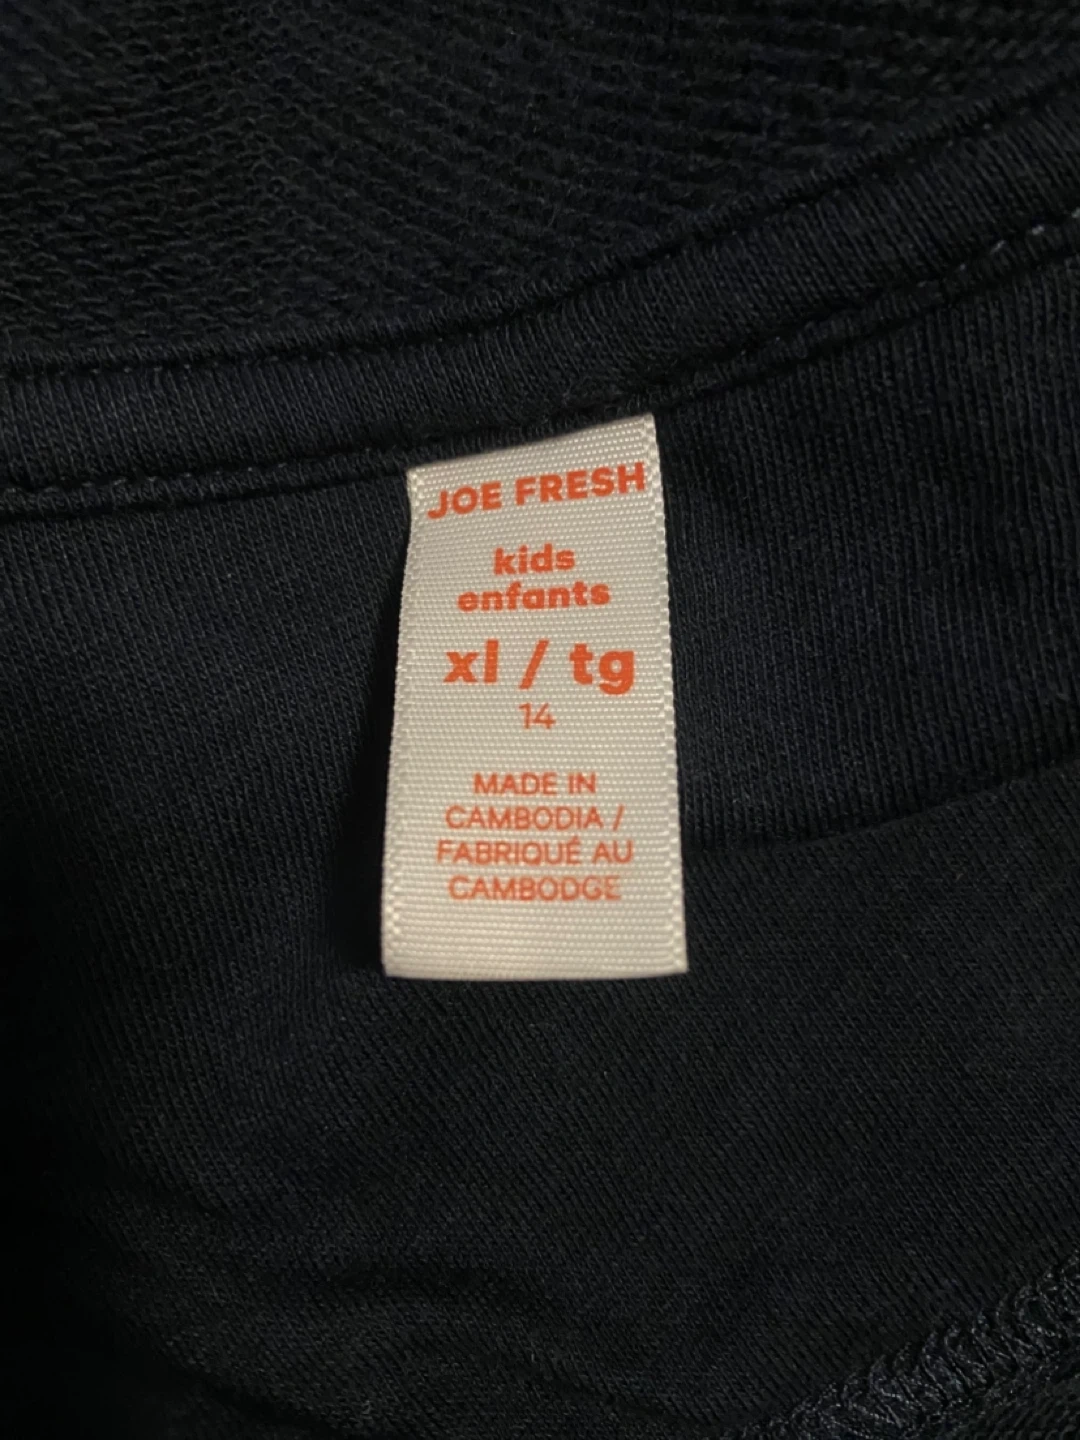 JOE FRESH
kids
enfants
xl / tg
14
MADE IN
CAMBODIA /
FABRIQUÉ AU
CAMBODGE